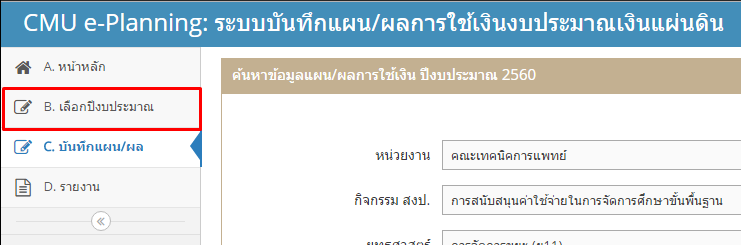 CMU e-Planning: ระบบบันทึกแผน/ผลการใช้เงินงบประมาณเงินแผ่นดิน
A. หน้าหลัก
B. เลือกปีงบประมาณ
C. บันทึกแผน/ผล
D. รายงาน
ค้นหาข้อมูลแผน/ผลการใช้เงิน ปีงบประมาณ 2560
หน่วยงาน คณะเทคนิคการแพทย์
กิจกรรม สงป. การสนับสนุนค่าใช้จ่ายในการจัดการศึกษาขั้นพื้นฐาน
ยุทธศาสตร์